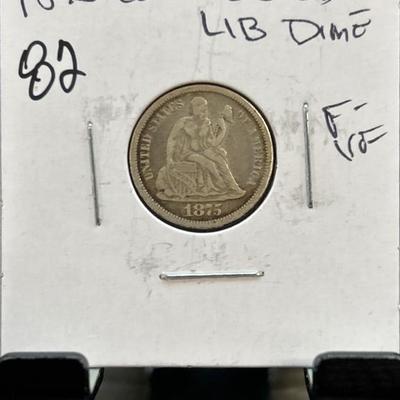 LIB DIME
82
F-
VF
UNITED STATES OF AMERICA
1875